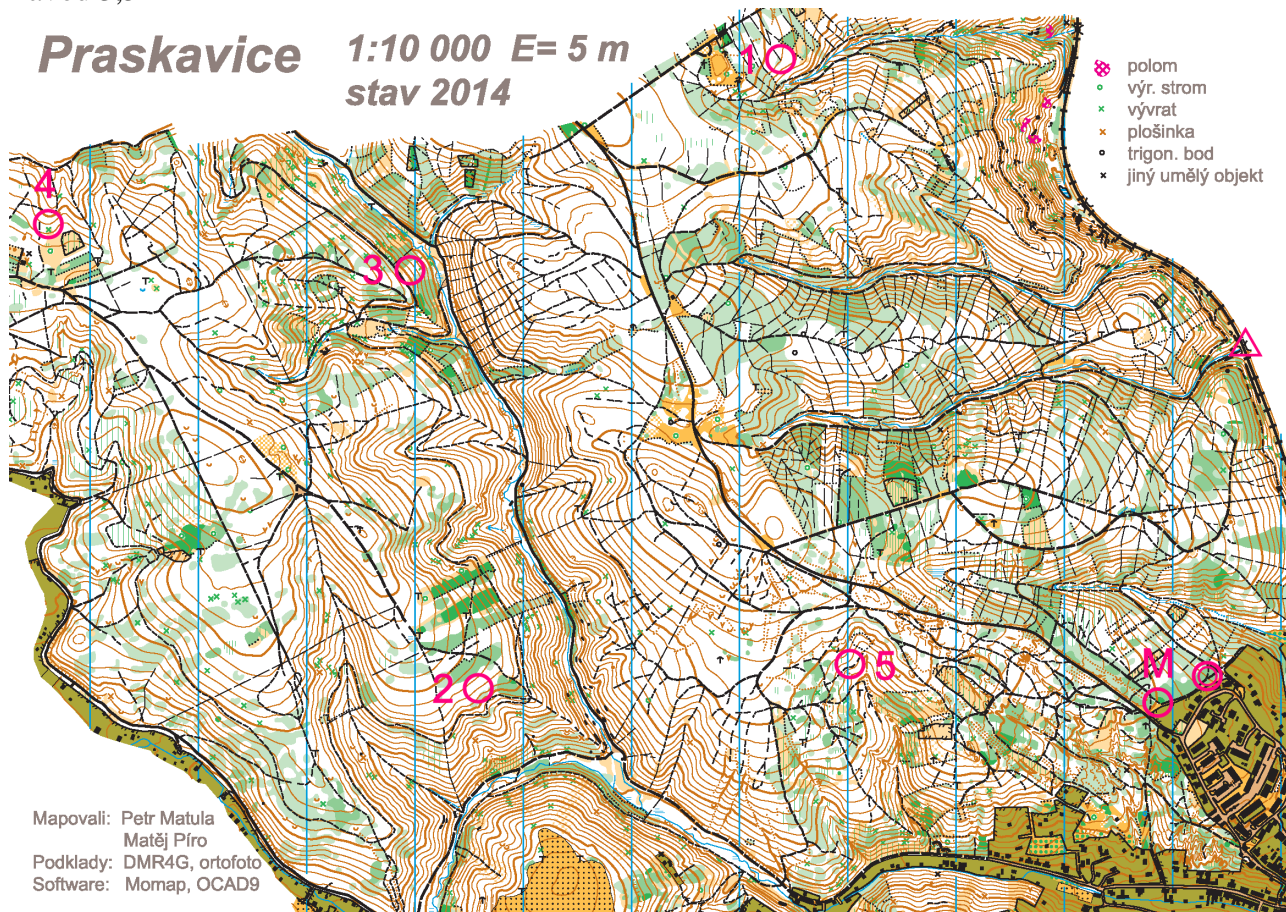 Praskavice
1:10 000 E= 5 m
stav 2014
polom
výr. strom
vývrat
plošinka
trigon. bod
jiný umělý objekt
1
4
3
2
5
M
Mapovali: Petr Matula
Matěj Píro
Podklady: DMR4G, ortofoto
Software: Momap, OCAD9